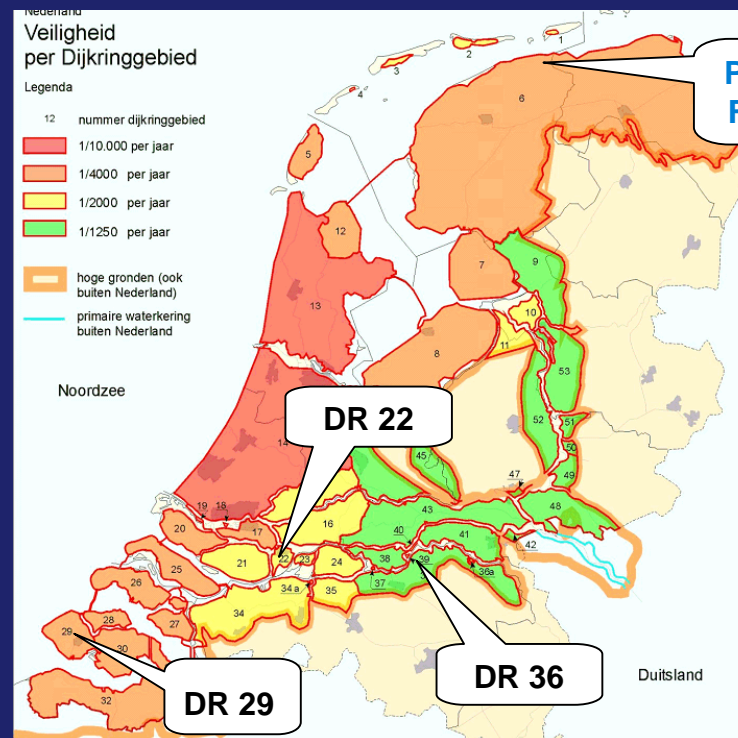 Nederland
Veiligheid
per Dijkringgebied
Legenda
12 nummer dijkringgebied
1/10.000 per jaar
1/4000 per jaar
1/2000 per jaar
1/1250 per jaar
hoge gronden (ook
buiten Nederland)
primaire waterkering
buiten Nederland
Noordzee
Duitsland
P
F
DR 22
DR 36
DR 29
1
2
3
4
5
6
7
8
9
10
11
12
13
14
16
17
18
19
20
21
22
23
24
25
26
27
28
29
30
32
34
34a
35
36a
37
38
39
40
41
42
43
45
47
48
49
50
51
52
53